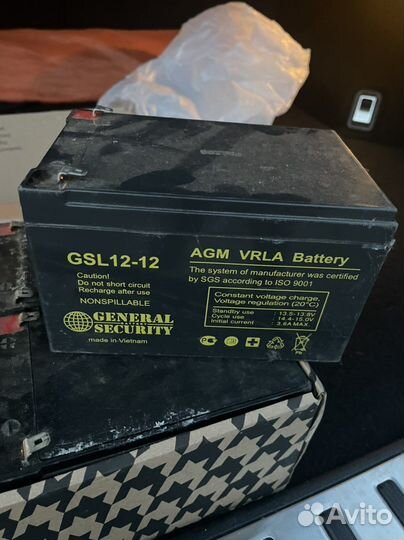 GSL12-12
Caution!
Do not short circuit
Recharge after use
NONSPILLABLE
GENERAL
SECURITY
made in Vietnam
AGM VRLA Battery
The system of manufacturer was certified
by SGS according to ISO 9001
Constant voltage charge,
Voltage regulation (20°C)
Standby use : 13.5-13.8V
Cycle use : 14.4-15.0V
Initial current : 3.6A MAX.
Pb
Avito